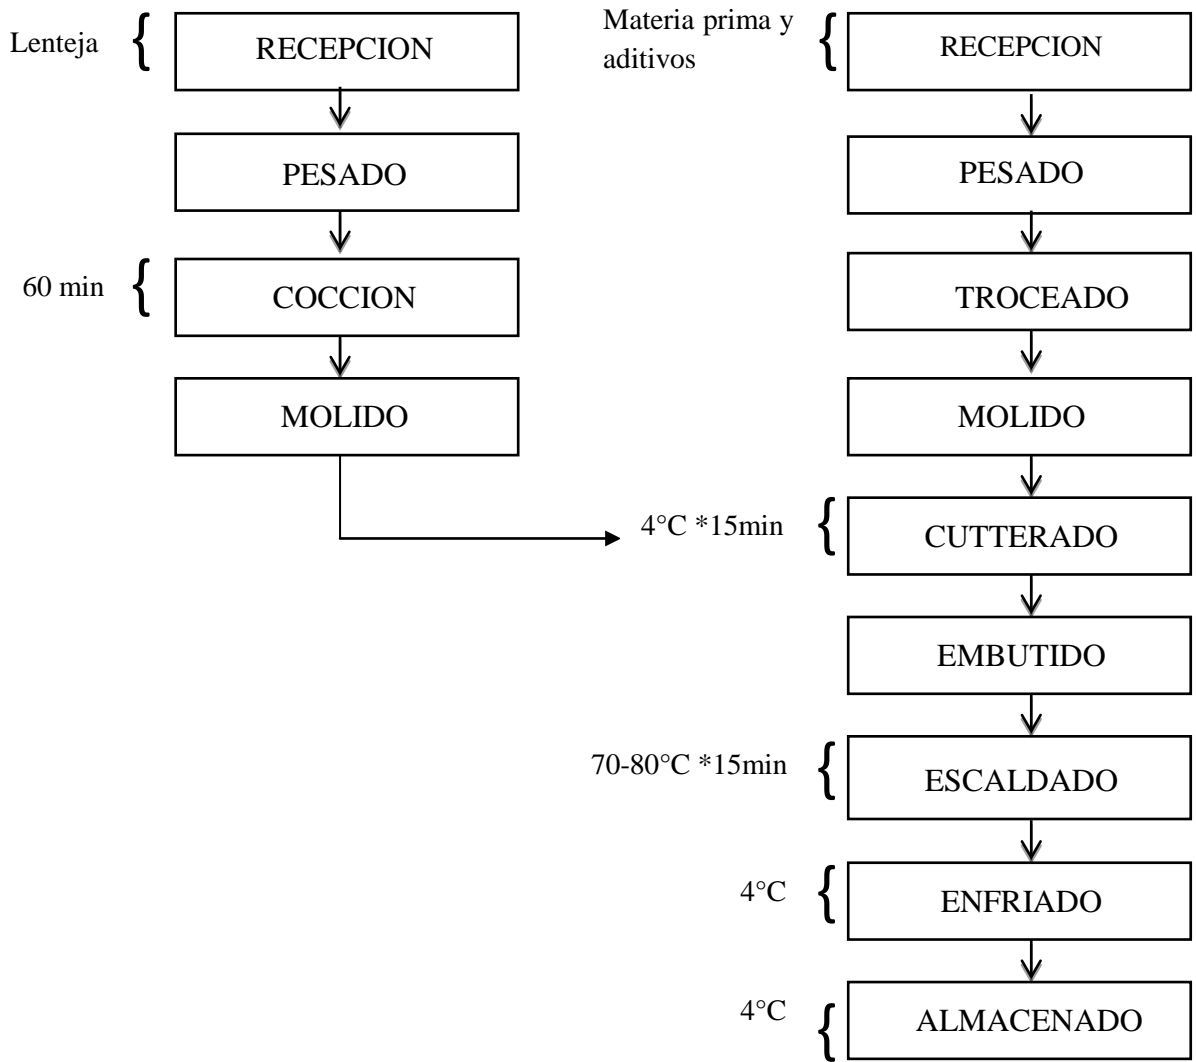 Lenteja {
RECEPCION
PESADO
60 min {
COCCION
MOLIDO
Materia prima y
aditivos {
RECEPCION
PESADO
TROCEADO
MOLIDO
4°C *15min {
CUTTERADO
EMBUTIDO
70-80°C *15min {
ESCALDADO
4°C {
ENFRIADO
4°C {
ALMACENADO